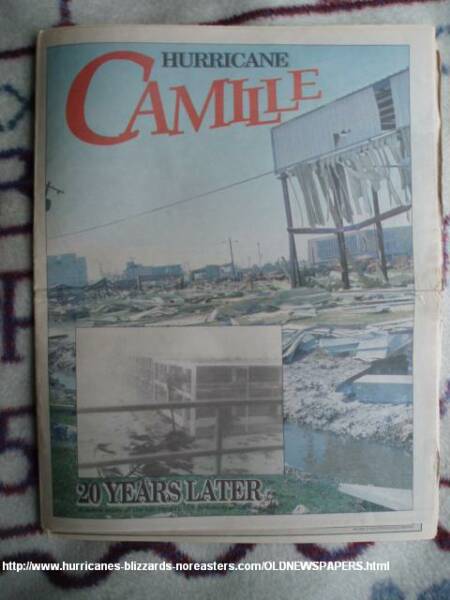 HURRICANE
CAMILLE
20 YEARS LATER
http://www.hurricanes-blizzards-noreasters.com/OLDNEWSPAPERS.html